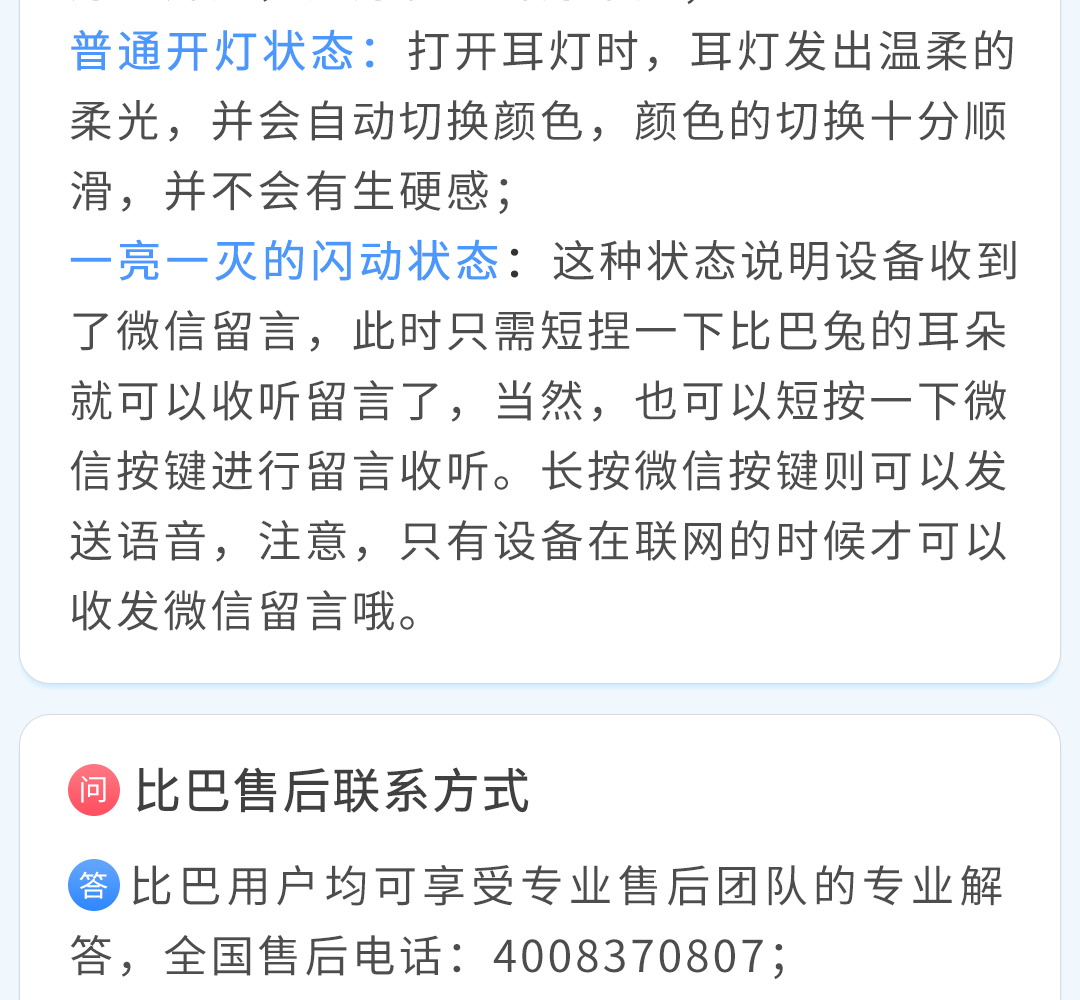 普通开灯状态：打开耳灯时，耳灯发出温柔的
柔光，并会自动切换颜色，颜色的切换十分顺
滑，并不会有生硬感；
一亮一灭的闪动状态：这种状态说明设备收到
了微信留言，此时只需短捏一下比巴兔的耳朵
就可以收听留言了，当然，也可以短按一下微
信按键进行留言收听。长按微信按键则可以发
送语音，注意，只有设备在联网的时候才可以
收发微信留言哦。
问 比巴售后联系方式
答 比巴用户均可享受专业售后团队的专业解
答，全国售后电话：4008370807；